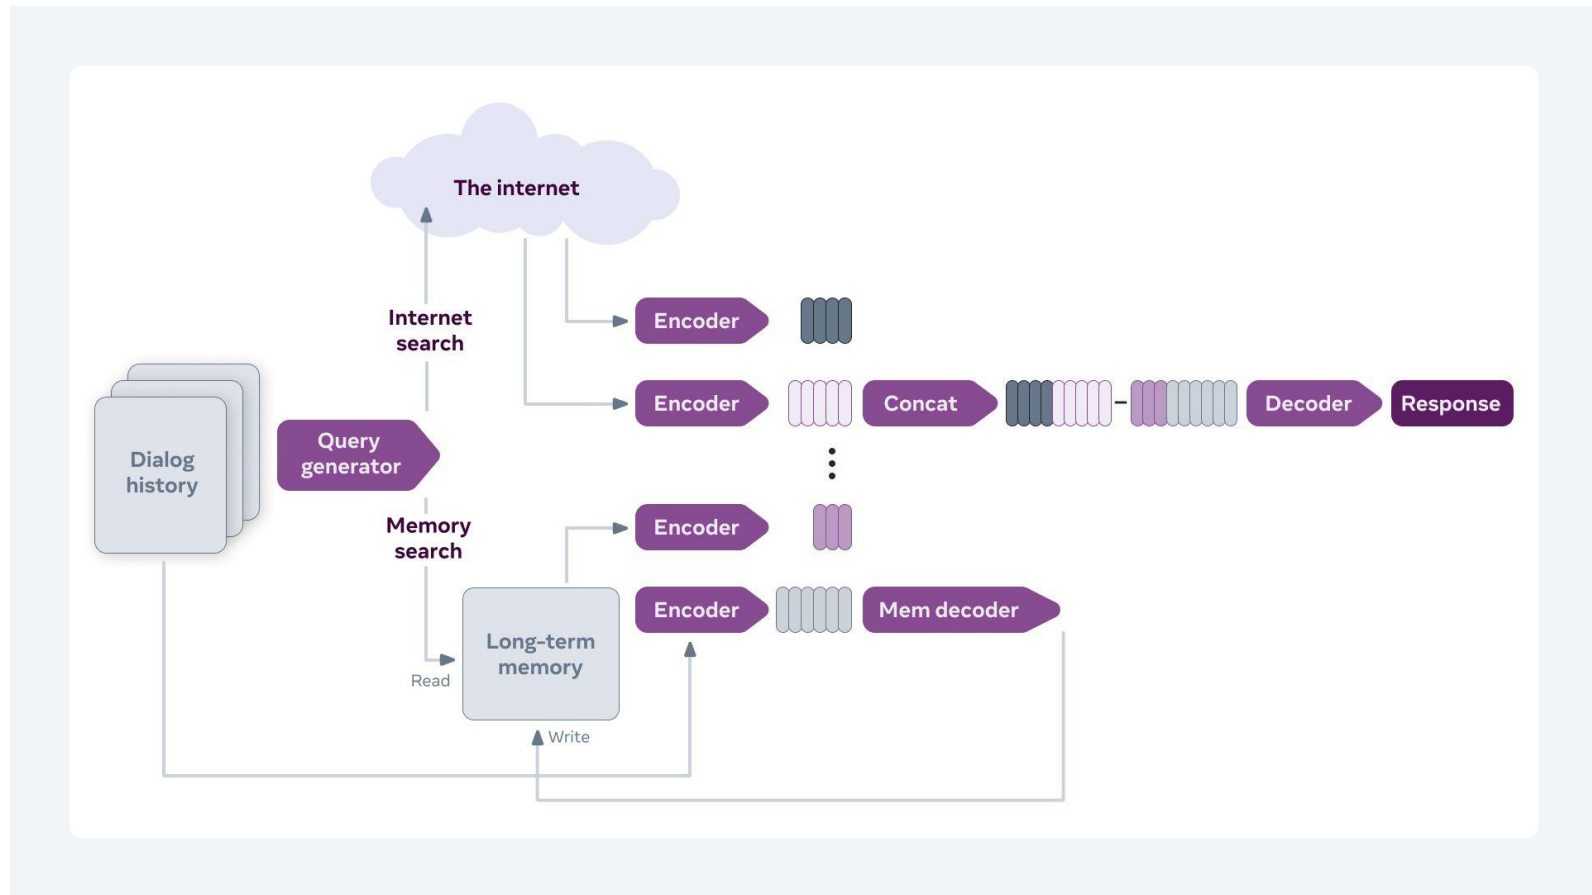 The internet
Internet
search
Encoder
Encoder
Concat
Decoder
Response
Dialog
history
Query
generator
Memory
search
Encoder
Encoder
Mem decoder
Long-term
memory
Read
Write